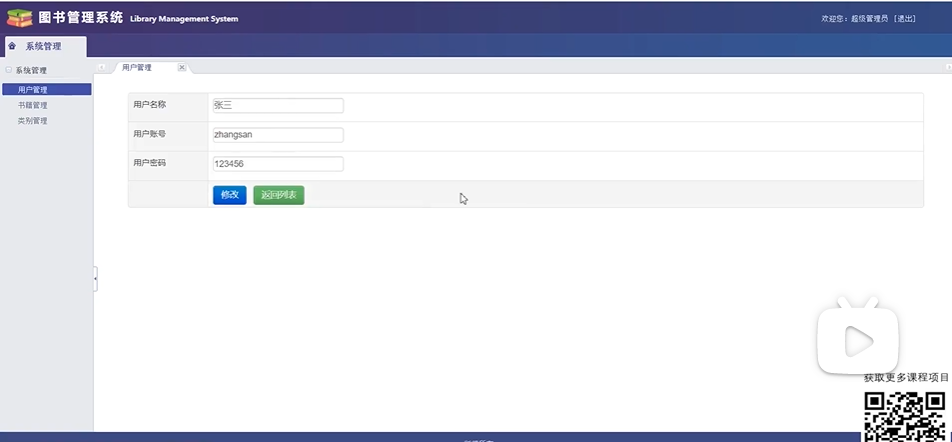 图书管理系统 Library Management System
欢迎您：超级管理员 [退出]
系统管理
系统管理
用户管理
书籍管理
类别管理
用户管理
用户名称 张三
用户账号 zhangsan
用户密码 123456
修改 返回列表
获取更多课程项目